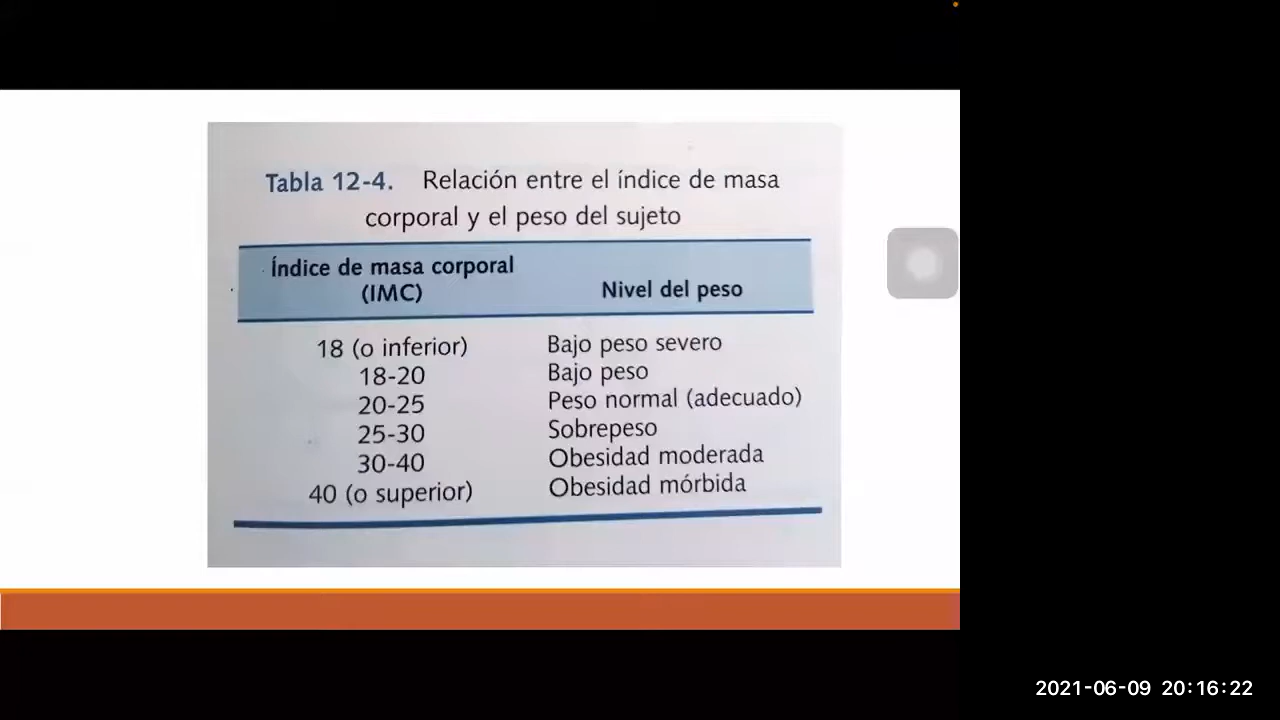 Tabla 12-4. Relación entre el índice de masa
corporal y el peso del sujeto
Índice de masa corporal
(IMC)
Nivel del peso
18 (o inferior) Bajo peso severo
18-20 Bajo peso
20-25 Peso normal (adecuado)
25-30 Sobrepeso
30-40 Obesidad moderada
40 (o superior) Obesidad mórbida
2021-06-09 20:16:22